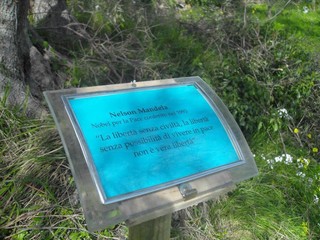 Nelson Mandela
Nobel per la Pace
"La libertà senza civiltà, la libertà
senza possibilità di vivere in pace
non è vera libertà"